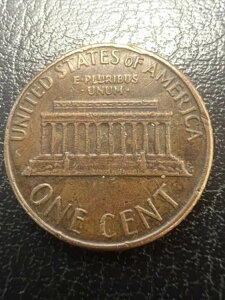 UNITED STATES OF AMERICA
E·PLURIBUS
·UNUM·
ONE CENT